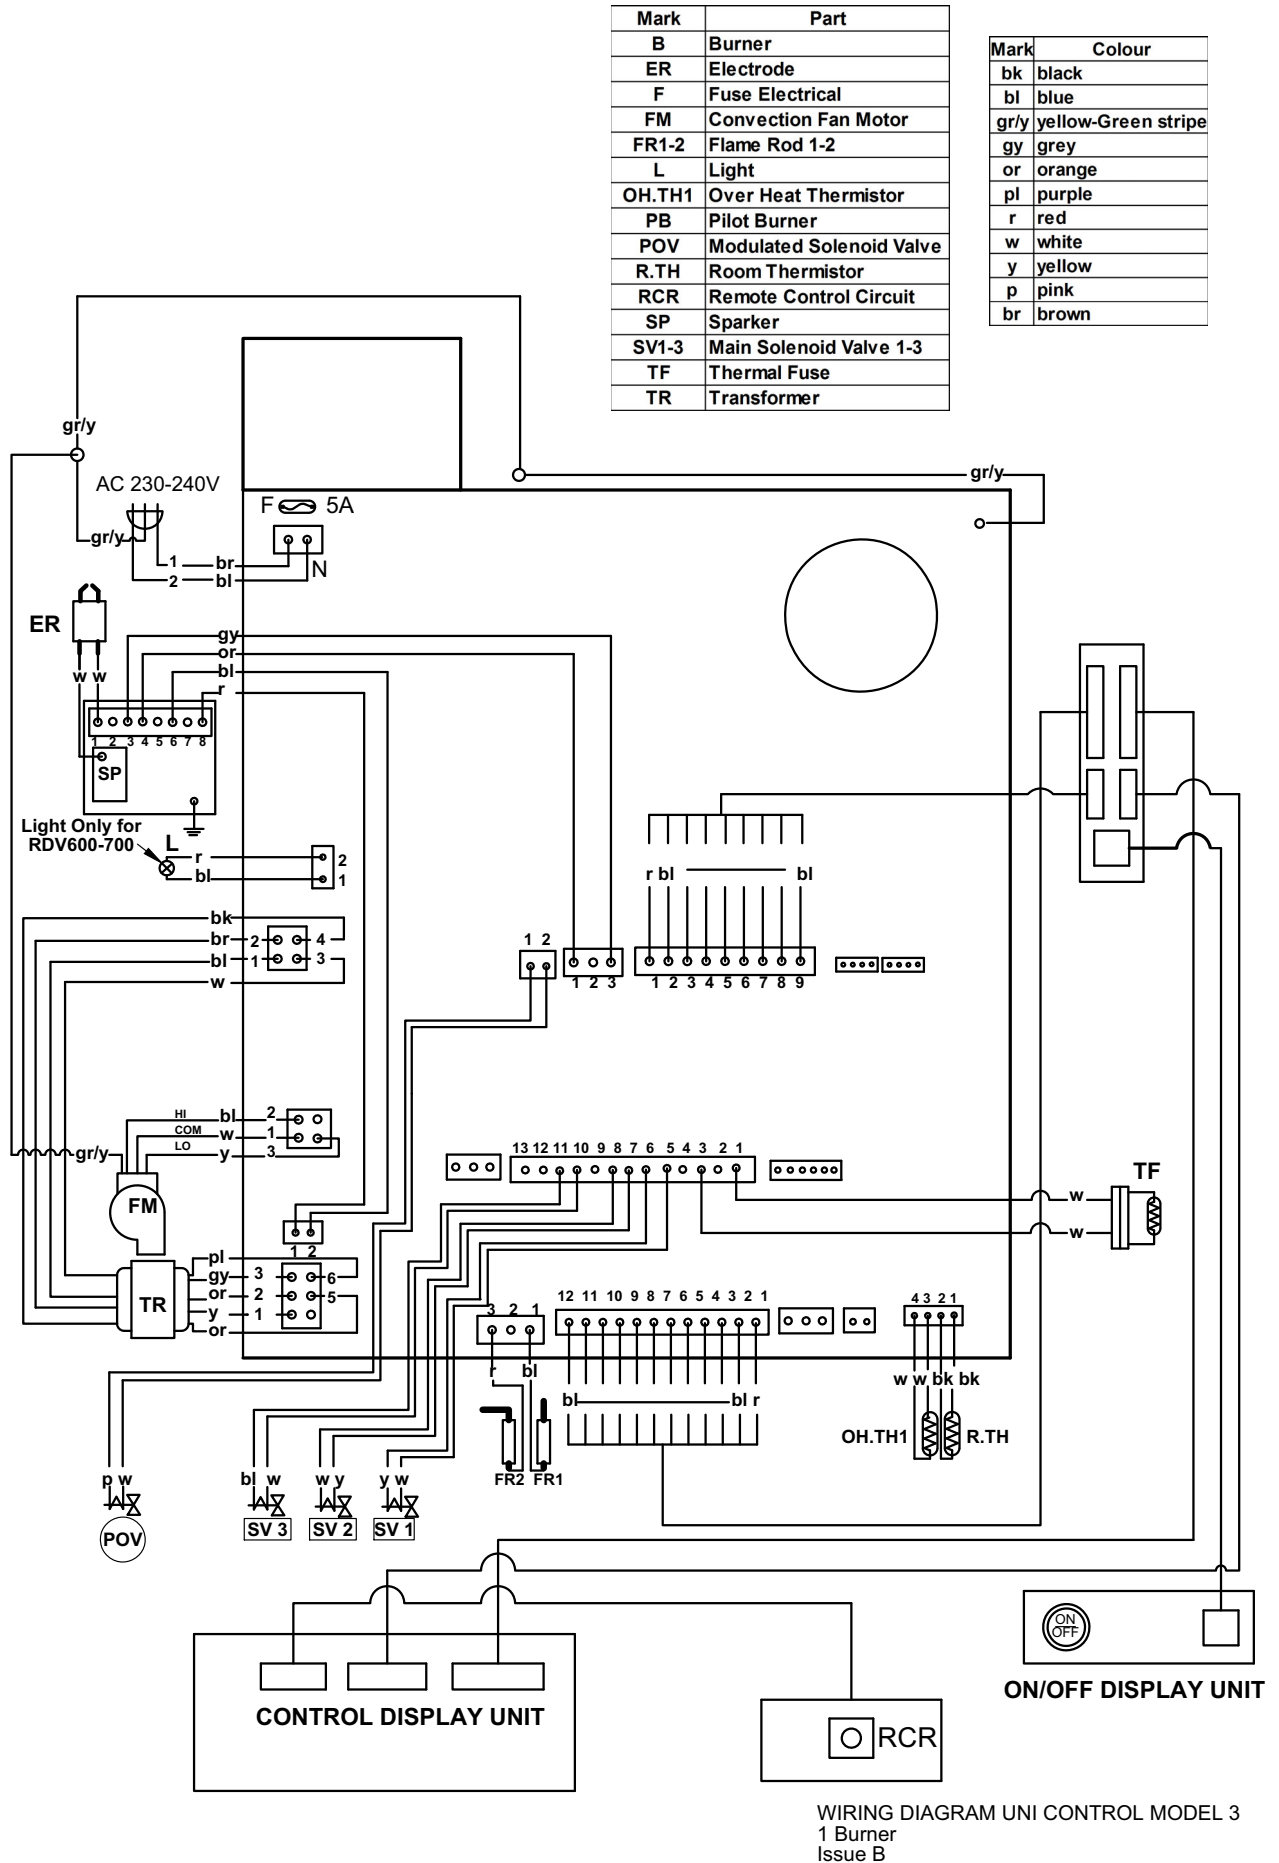 Mark Part
B Burner
ER Electrode
F Fuse Electrical
FM Convection Fan Motor
FR1-2 Flame Rod 1-2
L Light
OH.TH1 Over Heat Thermistor
PB Pilot Burner
POV Modulated Solenoid Valve
R.TH Room Thermistor
RCR Remote Control Circuit
SP Sparker
SV1-3 Main Solenoid Valve 1-3
TF Thermal Fuse
TR Transformer
Mark Colour
bk black
bl blue
gr/y yellow-Green stripe
gy grey
or orange
pl purple
r red
w white
y yellow
p pink
br brown
gr/y
gr/y
AC 230-240V
F 5A
gr/y
1 br
2 bl
N
ER
gy
or
bl
r
w w
1 2 3 4 5 6 7 8
SP
Light Only for
RDV600-700
L
r 2
bl 1
r bl bl
bk
br 2 4
bl 1 3
w
1 2
1 2 3
1 2 3 4 5 6 7 8 9
HI bl 2
COM w 1
LO y 3
gr/y
FM
13 12 11 10 9 8 7 6 5 4 3 2 1
TF
w
w
1 2
pl
gy 3 6
or 2 5
y 1
or
TR
3 2 1
12 11 10 9 8 7 6 5 4 3 2 1
4 3 2 1
r bl
bl bl r
w w bk bk
OH.TH1 R.TH
FR2 FR1
p w
bl w
w y
y w
POV
SV 3
SV 2
SV 1
ON
OFF
ON/OFF DISPLAY UNIT
CONTROL DISPLAY UNIT
RCR
WIRING DIAGRAM UNI CONTROL MODEL 3
1 Burner
Issue B